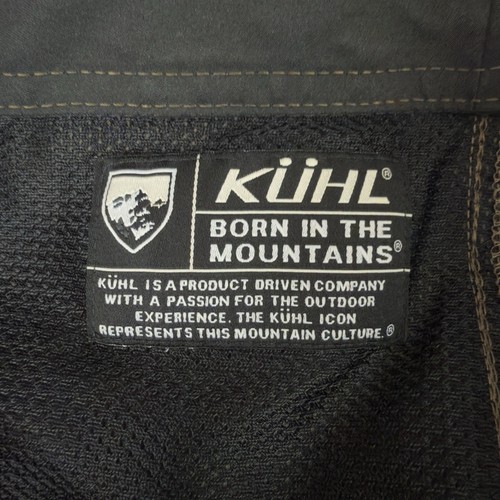 KÜHL®
BORN IN THE
MOUNTAINS®
KÜHL IS A PRODUCT DRIVEN COMPANY
WITH A PASSION FOR THE OUTDOOR
EXPERIENCE. THE KÜHL ICON
REPRESENTS THIS MOUNTAIN CULTURE.®